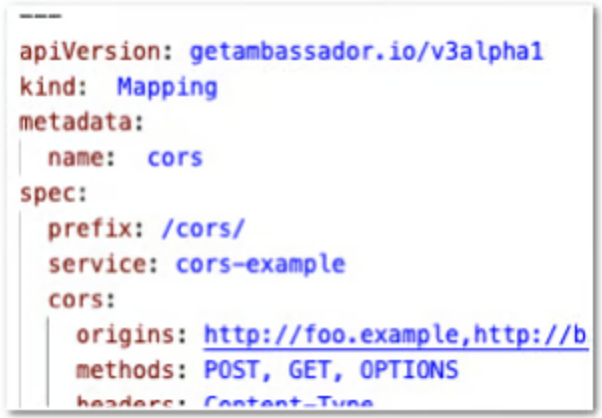 ---
apiVersion: getambassador.io/v3alpha1
kind:  Mapping
metadata:
  name:  cors
spec:
  prefix: /cors/
  service: cors-example
  cors:
    origins: http://foo.example,http://b
    methods: POST, GET, OPTIONS
    headers: Content-Type